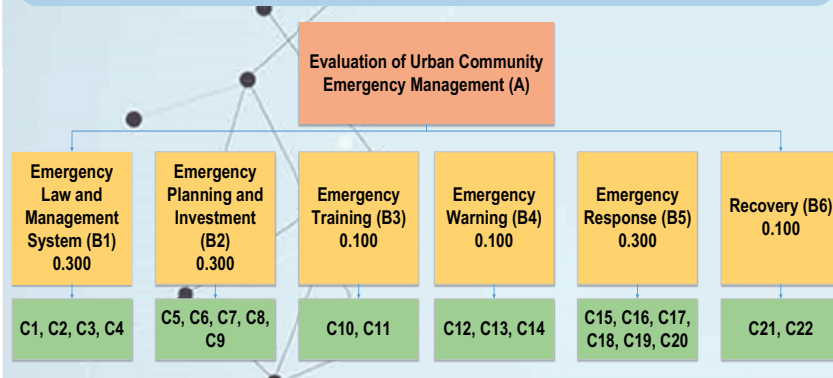 Evaluation of Urban Community
Emergency Management (A)
Emergency
Law and
Management
System (B1)
0.300
Emergency
Planning and
Investment
(B2)
0.300
Emergency
Training (B3)
0.100
Emergency
Warning (B4)
0.100
Emergency
Response (B5)
0.300
Recovery (B6)
0.100
C1, C2, C3, C4
C5, C6, C7, C8,
C9
C10, C11
C12, C13, C14
C15, C16, C17,
C18, C19, C20
C21, C22